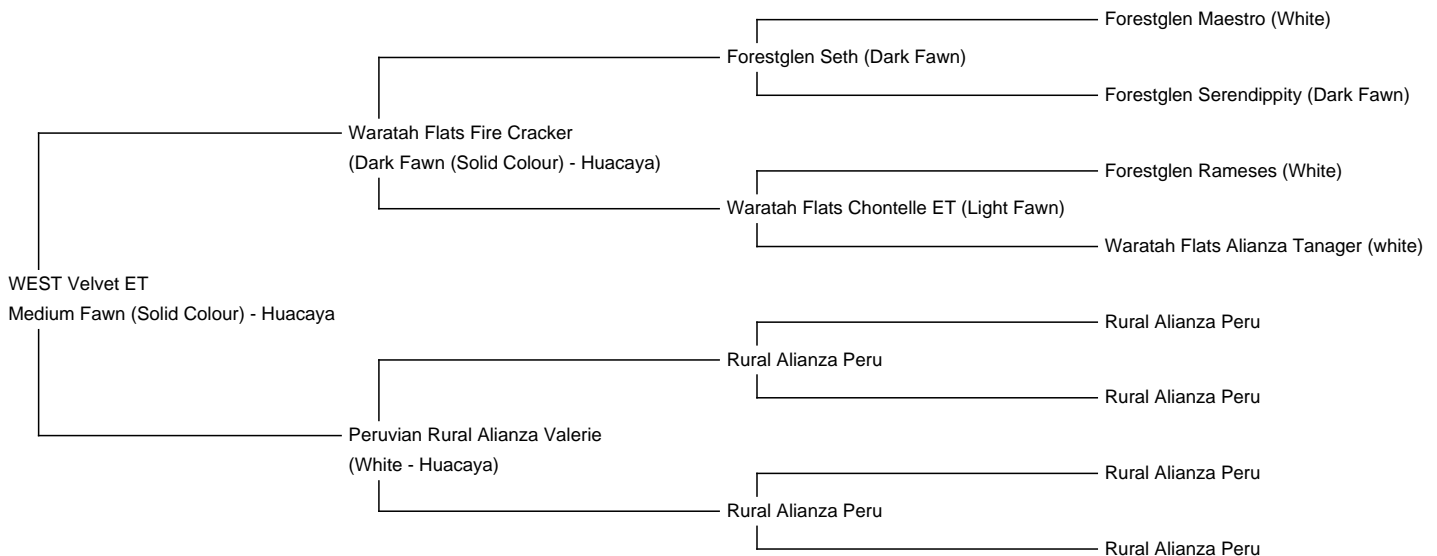 Forestglen Maestro (White)
Forestglen Seth (Dark Fawn)
Forestglen Serendippity (Dark Fawn)
Waratah Flats Fire Cracker
(Dark Fawn (Solid Colour) - Huacaya)
Forestglen Rameses (White)
Waratah Flats Chontelle ET (Light Fawn)
Waratah Flats Alianza Tanager (white)
WEST Velvet ET
Medium Fawn (Solid Colour) - Huacaya
Rural Alianza Peru
Rural Alianza Peru
Rural Alianza Peru
Peruvian Rural Alianza Valerie
(White - Huacaya)
Rural Alianza Peru
Rural Alianza Peru
Rural Alianza Peru